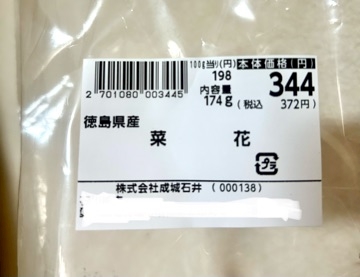 100g当り(円) 本体価格(円)
198 344
内容量
174g (税込 372円)
2 701080 003445
徳島県産
菜 花
プラ
株式会社成城石井 (000138)